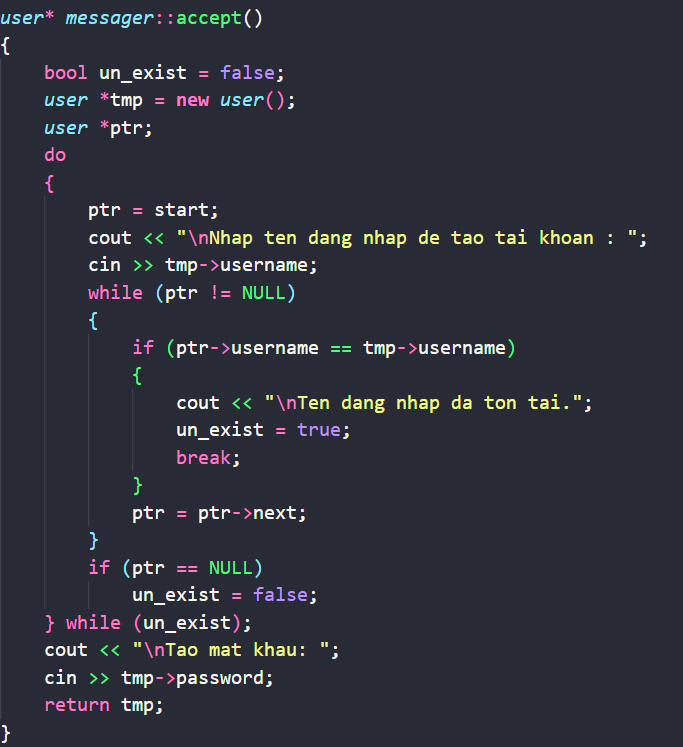 user* messager::accept()
{
    bool un_exist = false;
    user *tmp = new user();
    user *ptr;
    do
    {
        ptr = start;
        cout << "\nNhap ten dang nhap de tao tai khoan : ";
        cin >> tmp->username;
        while (ptr != NULL)
        {
            if (ptr->username == tmp->username)
            {
                cout << "\nTen dang nhap da ton tai.";
                un_exist = true;
                break;
            }
            ptr = ptr->next;
        }
        if (ptr == NULL)
            un_exist = false;
    } while (un_exist);
    cout << "\nTao mat khau: ";
    cin >> tmp->password;
    return tmp;
}